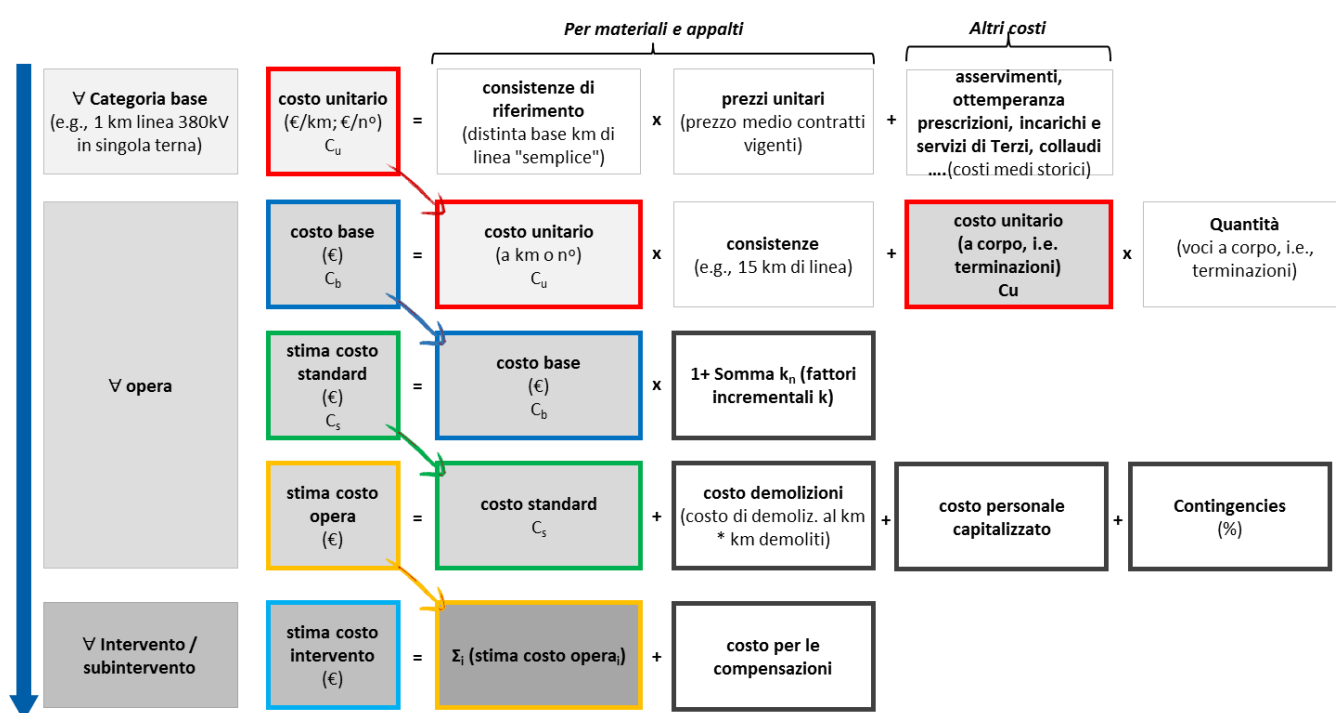 Per materiali e appalti
Altri costi
∀ Categoria base
(e.g., 1 km linea 380kV
in singola terna)
costo unitario
(€/km; €/nº)
Cu
=
consistenze di
riferimento
(distinta base km di
linea "semplice")
x
prezzi unitari
(prezzo medio contratti
vigenti)
+
asservimenti,
ottemperanza
prescrizioni, incarichi e
servizi di Terzi, collaudi
....(costi medi storici)
∀ opera
costo base
(€)
Cb
=
costo unitario
(a km o nº)
Cu
x
consistenze
(e.g., 15 km di linea)
+
costo unitario
(a corpo, i.e.
terminazioni)
Cu
x
Quantità
(voci a corpo, i.e.,
terminazioni)
stima costo
standard
(€)
Cs
=
costo base
(€)
Cb
x
1+ Somma kn (fattori
incrementali k)
stima costo
opera
(€)
=
costo standard
Cs
+
costo demolizioni
(costo di demoliz. al km
* km demoliti)
+
costo personale
capitalizzato
+
Contingencies
(%)
∀ Intervento /
subintervento
stima costo
intervento
(€)
=
Σi (stima costo operai)
+
costo per le
compensazioni